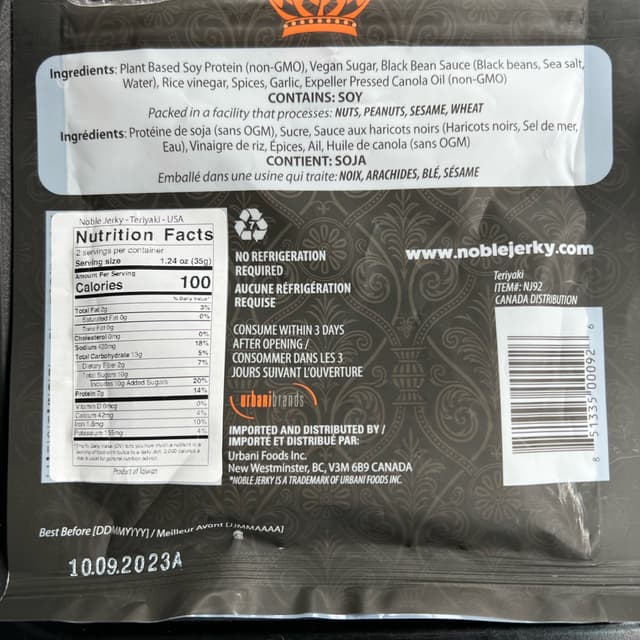 Ingredients: Plant Based Soy Protein (non-GMO), Vegan Sugar, Black Bean Sauce (Black beans, Sea salt,
Water), Rice vinegar, Spices, Garlic, Expeller Pressed Canola Oil (non-GMO)
CONTAINS: SOY
Packed in a facility that processes: NUTS, PEANUTS, SESAME, WHEAT
Ingrédients: Protéine de soja (sans OGM), Sucre, Sauce aux haricots noirs (Haricots noirs, Sel de mer,
Eau), Vinaigre de riz, Épices, Ail, Huile de canola (sans OGM)
CONTIENT: SOJA
Emballé dans une usine qui traite: NOIX, ARACHIDES, BLÉ, SÉSAME
Noble Jerky - Teriyaki - USA
Nutrition Facts
2 servings per container
Serving size 1.24 oz (35g)
Amount Per Serving
Calories 100
% Daily Value*
Total Fat 2g 3%
Saturated Fat 0g 0%
Trans Fat 0g
Cholesterol 0mg 0%
Sodium 420mg 18%
Total Carbohydrate 13g 5%
Dietary Fiber 2g 7%
Total Sugars 10g
Includes 10g Added Sugars 20%
Protein 7g 14%
Vitamin D 0mcg 0%
Calcium 42mg 4%
Iron 1.8mg 10%
Potassium 155mg 4%
Product of Taiwan
NO REFRIGERATION
REQUIRED
AUCUNE RÉFRIGÉRATION
REQUISE
CONSUME WITHIN 3 DAYS
AFTER OPENING /
CONSOMMER DANS LES 3
JOURS SUIVANT L'OUVERTURE
urbanibrands
IMPORTED AND DISTRIBUTED BY /
IMPORTÉ ET DISTRIBUÉ PAR:
Urbani Foods Inc.
New Westminster, BC, V3M 6B9 CANADA
*NOBLE JERKY IS A TRADEMARK OF URBANI FOODS INC.
www.noblejerky.com
Teriyaki
ITEM#: NJ92
CANADA DISTRIBUTION
8 51335 00092 6
Best Before [DDMMYYYY] / Meilleur Avant [JJMMAAAA]
10.09.2023A